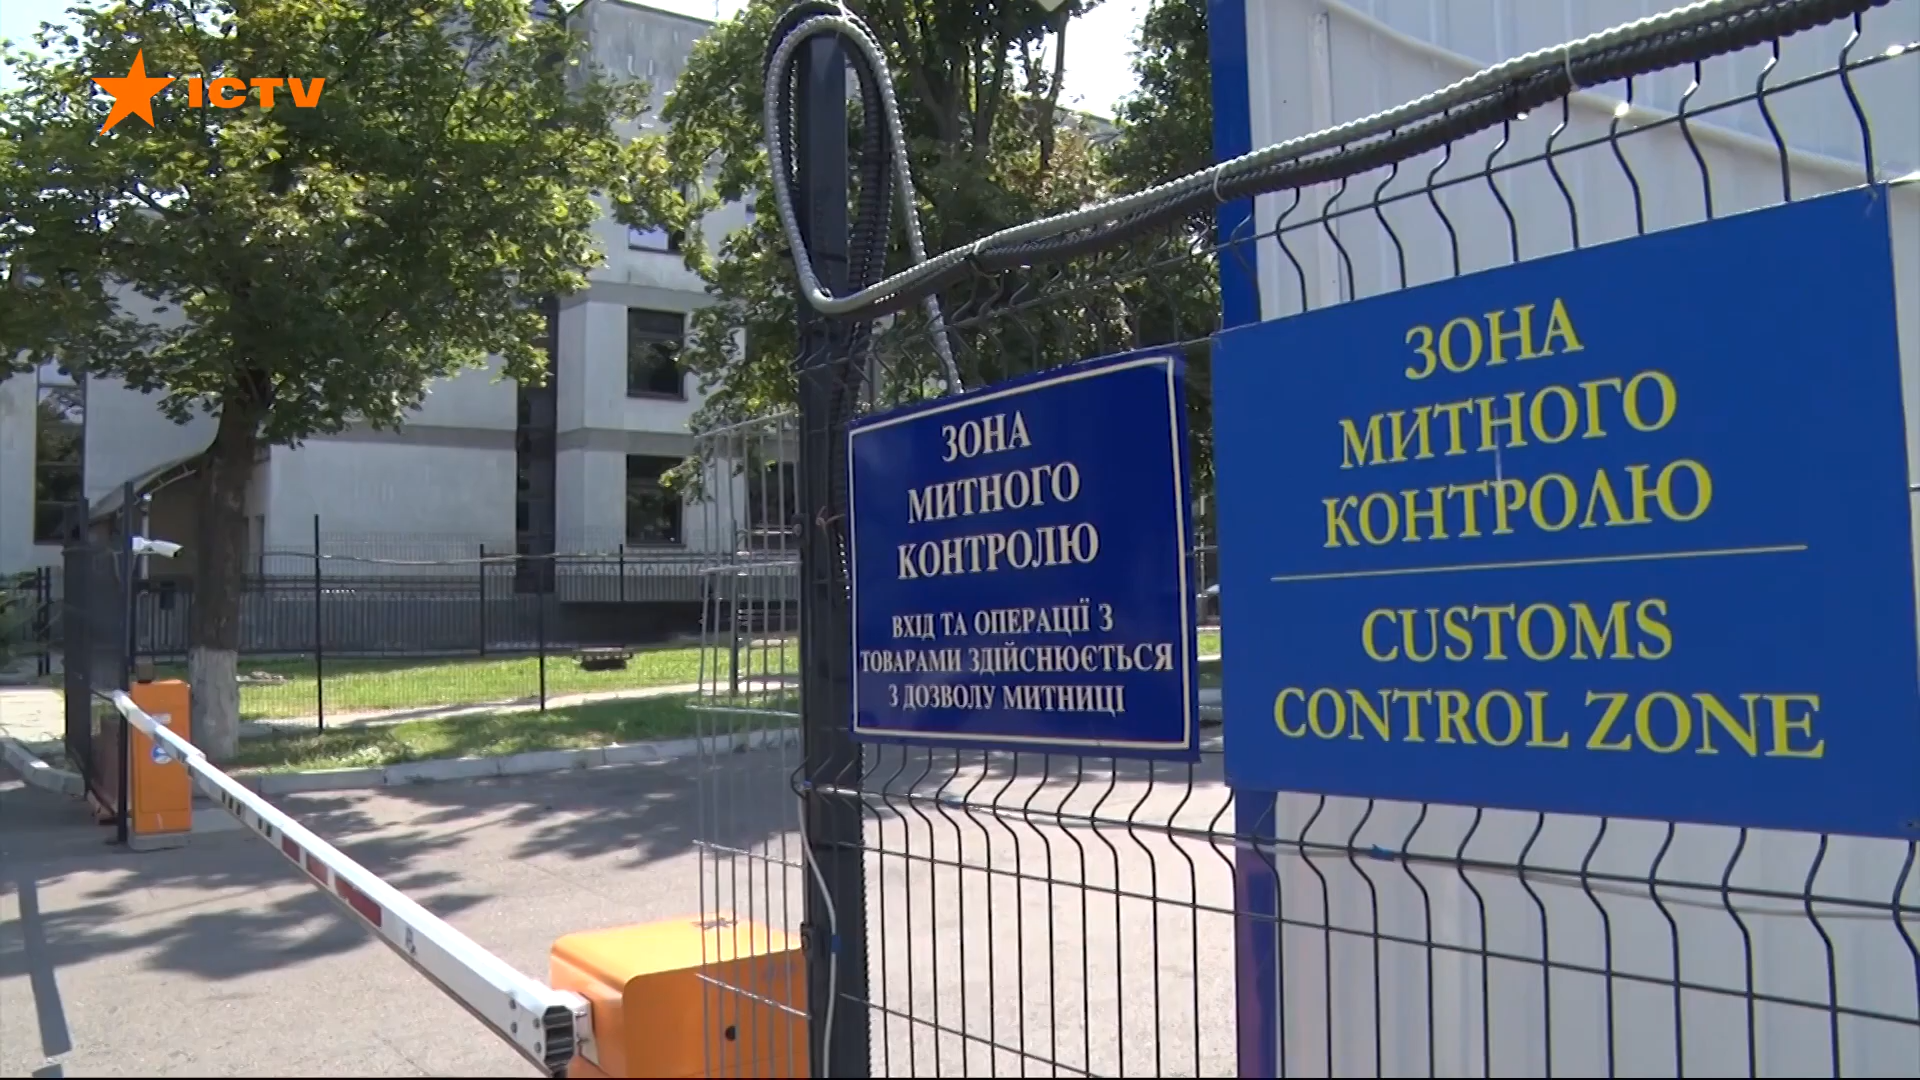 ICTV
ЗОНА
МИТНОГО
КОНТРОЛЮ
ВХІД ТА ОПЕРАЦІЇ З
ТОВАРАМИ ЗДІЙСНЮЄТЬСЯ
З ДОЗВОЛУ МИТНИЦІ
ЗОНА
МИТНОГО
КОНТРОЛЮ
CUSTOMS
CONTROL ZONE